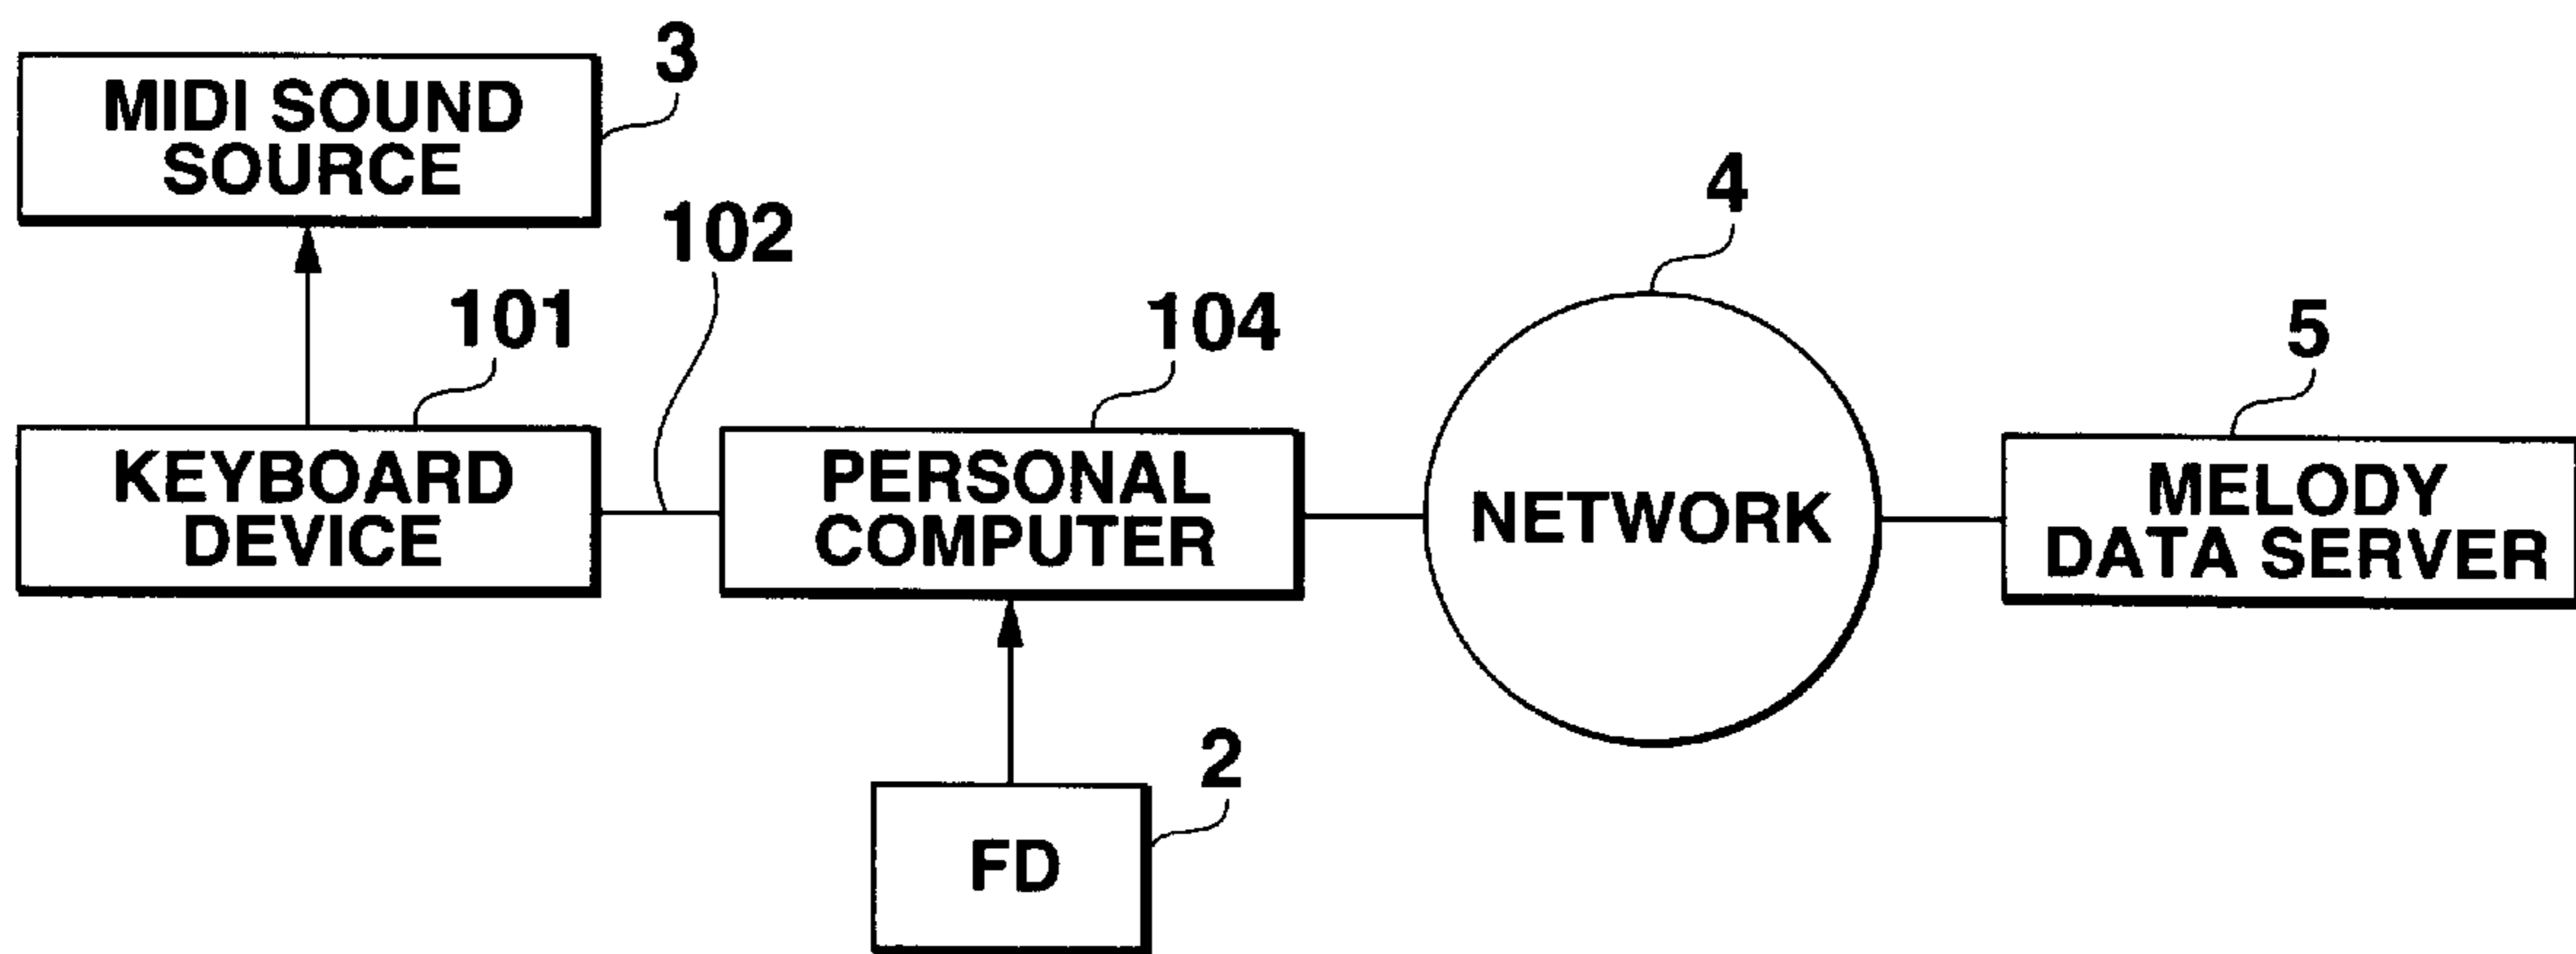 MIDI SOUND
SOURCE
3
102
101
KEYBOARD
DEVICE
104
PERSONAL
COMPUTER
4
NETWORK
5
MELODY
DATA SERVER
2
FD